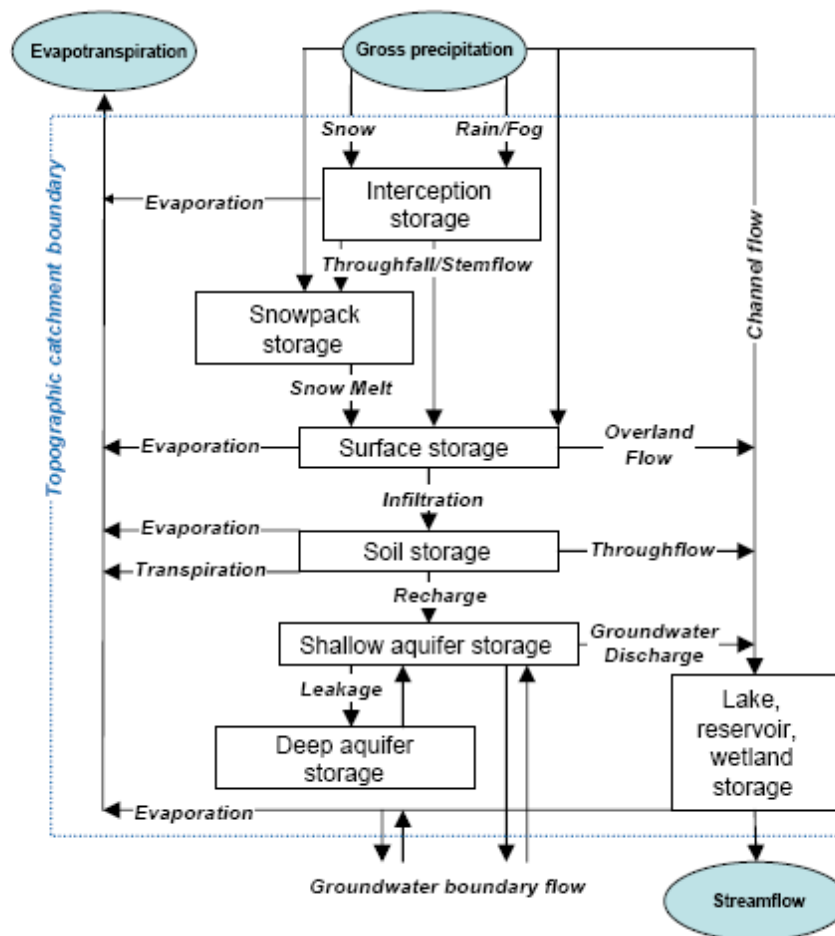 Evapotranspiration
Gross precipitation
Snow
Rain/Fog
Interception
storage
Evaporation
Throughfall/Stemflow
Snowpack
storage
Snow Melt
Channel flow
Topographic catchment boundary
Evaporation
Surface storage
Overland
Flow
Infiltration
Evaporation
Soil storage
Throughflow
Transpiration
Recharge
Shallow aquifer storage
Groundwater
Discharge
Leakage
Deep aquifer
storage
Lake,
reservoir,
wetland
storage
Evaporation
Groundwater boundary flow
Streamflow